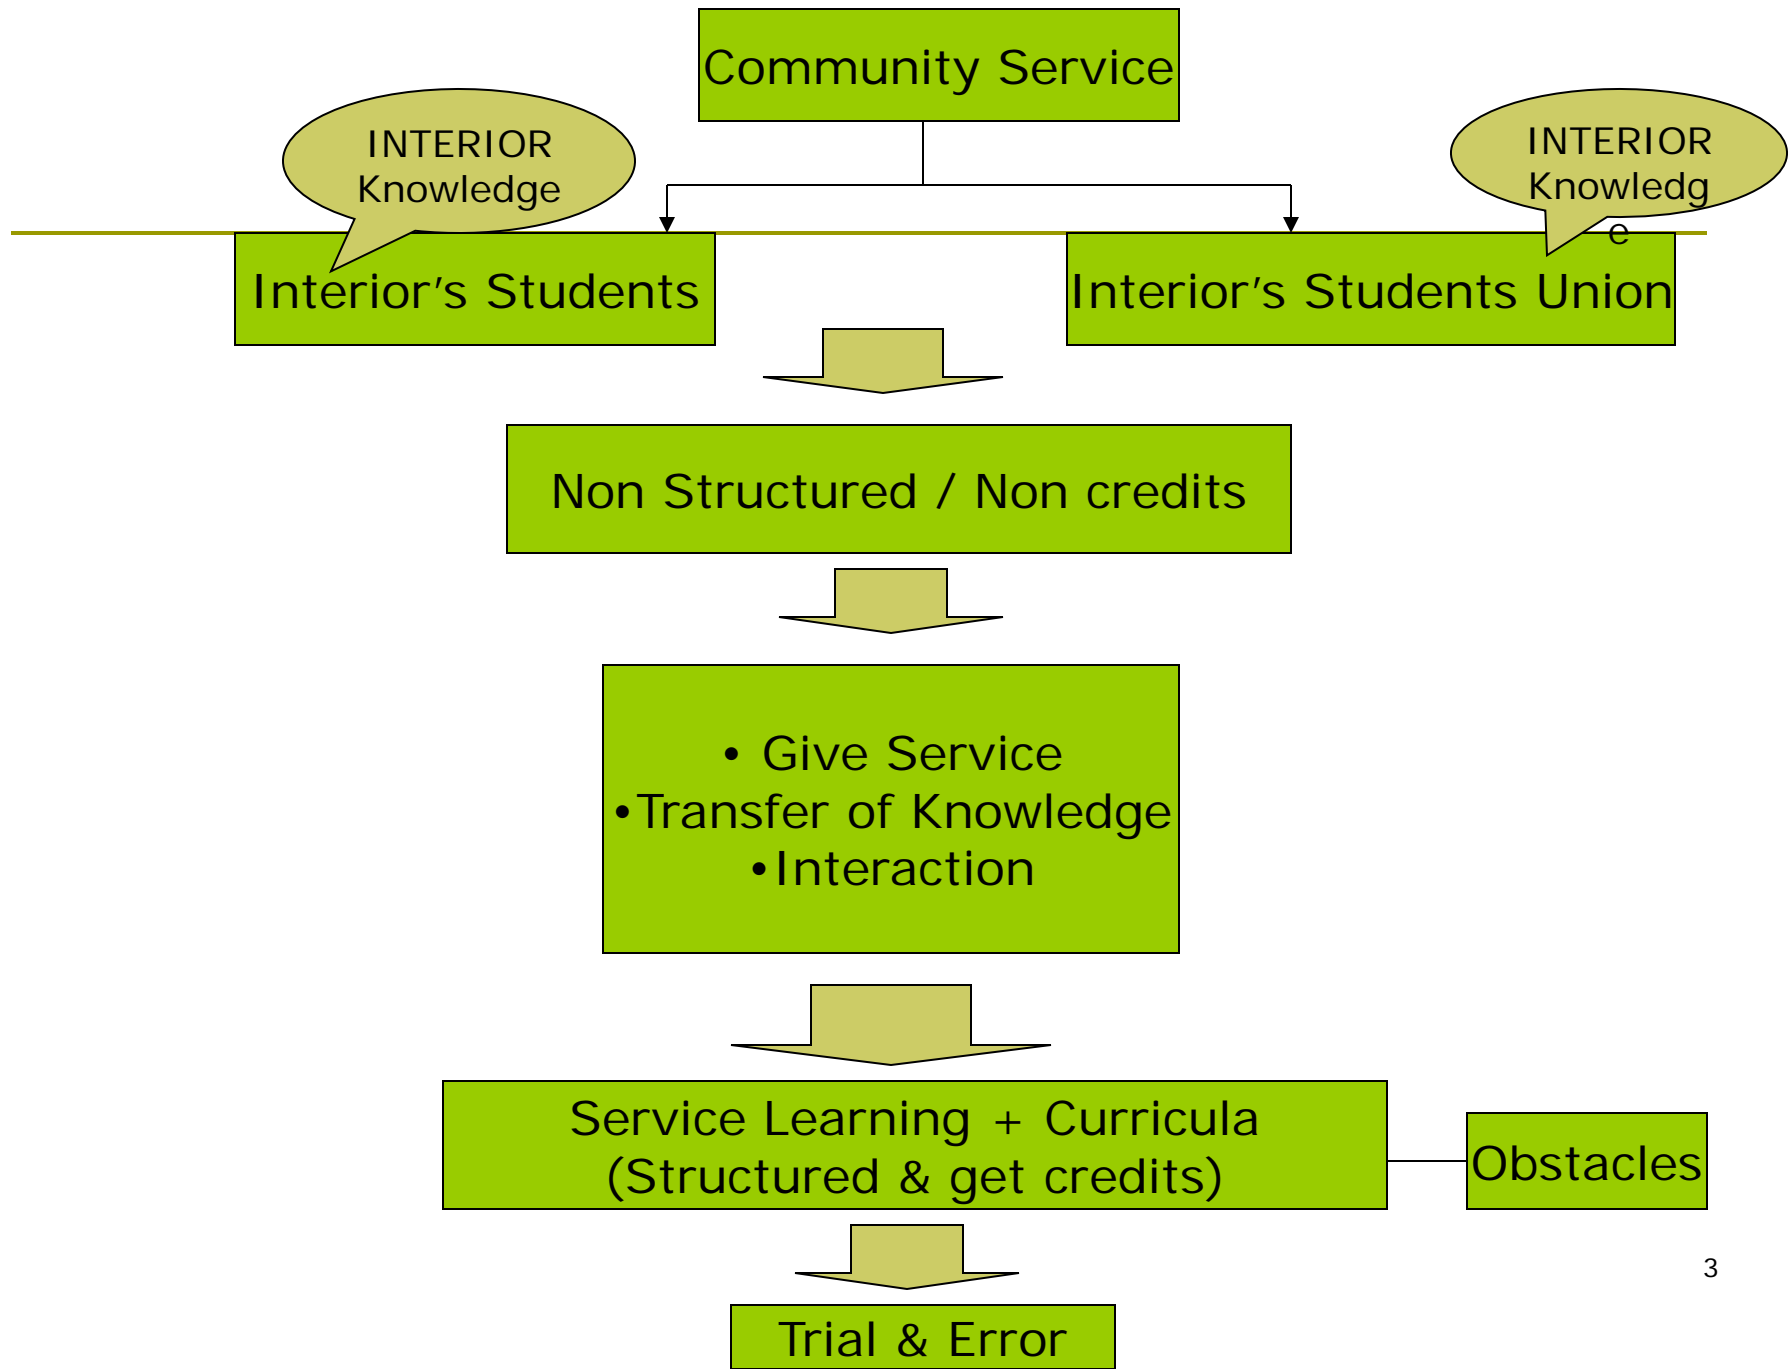 Community Service
INTERIOR
Knowledge
INTERIOR
Knowledg
e
Interior's Students
Interior's Students Union
Non Structured / Non credits
• Give Service
•Transfer of Knowledge
•Interaction
Service Learning + Curricula
(Structured & get credits)
Obstacles
3
Trial & Error